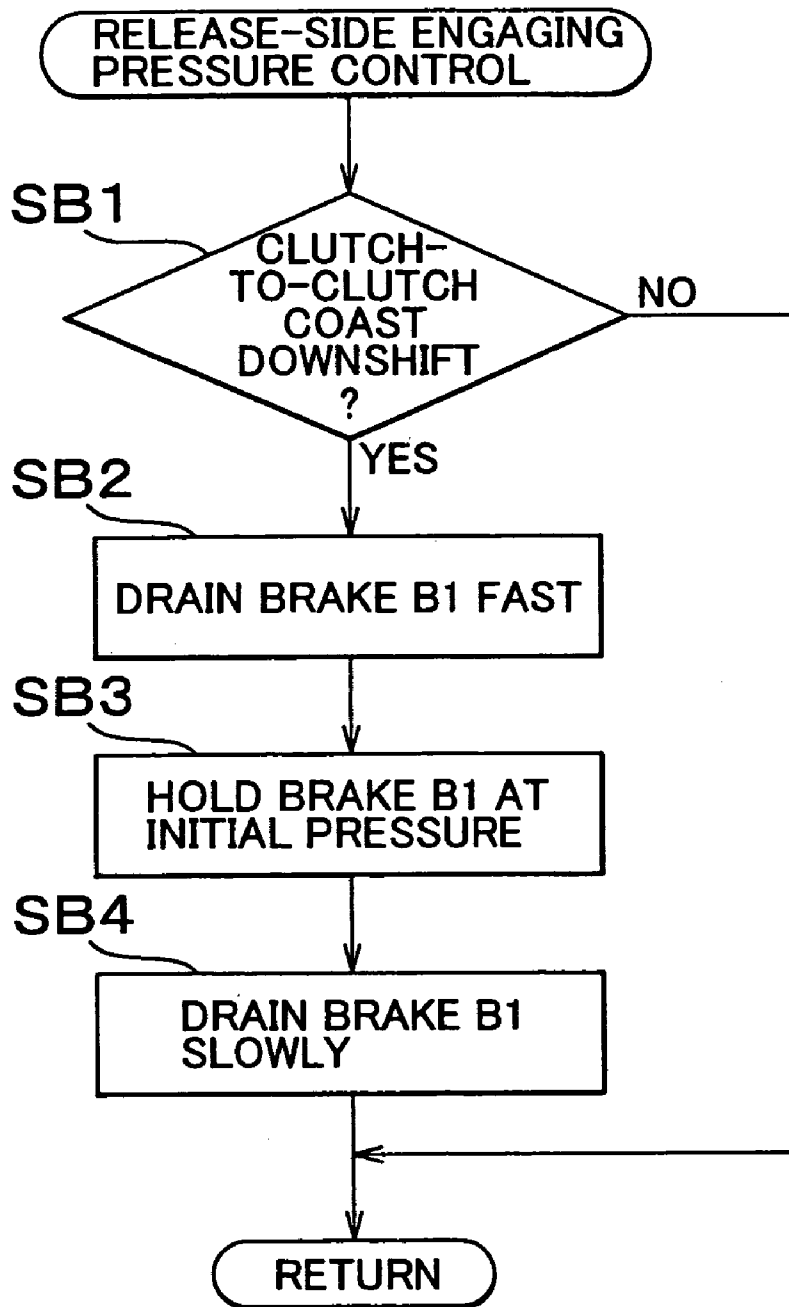 RELEASE-SIDE ENGAGING
PRESSURE CONTROL
SB1
CLUTCH-
TO-CLUTCH
COAST
DOWNSHIFT
?
NO
YES
SB2
DRAIN BRAKE B1 FAST
SB3
HOLD BRAKE B1 AT
INITIAL PRESSURE
SB4
DRAIN BRAKE B1
SLOWLY
RETURN